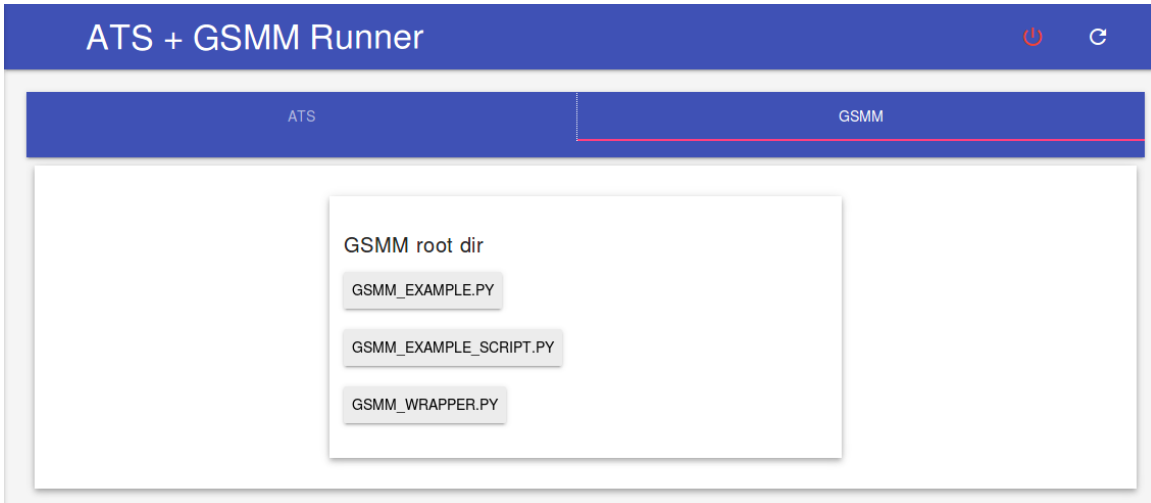 ATS + GSMM Runner
ATS
GSMM
GSMM root dir
GSMM_EXAMPLE.PY
GSMM_EXAMPLE_SCRIPT.PY
GSMM_WRAPPER.PY